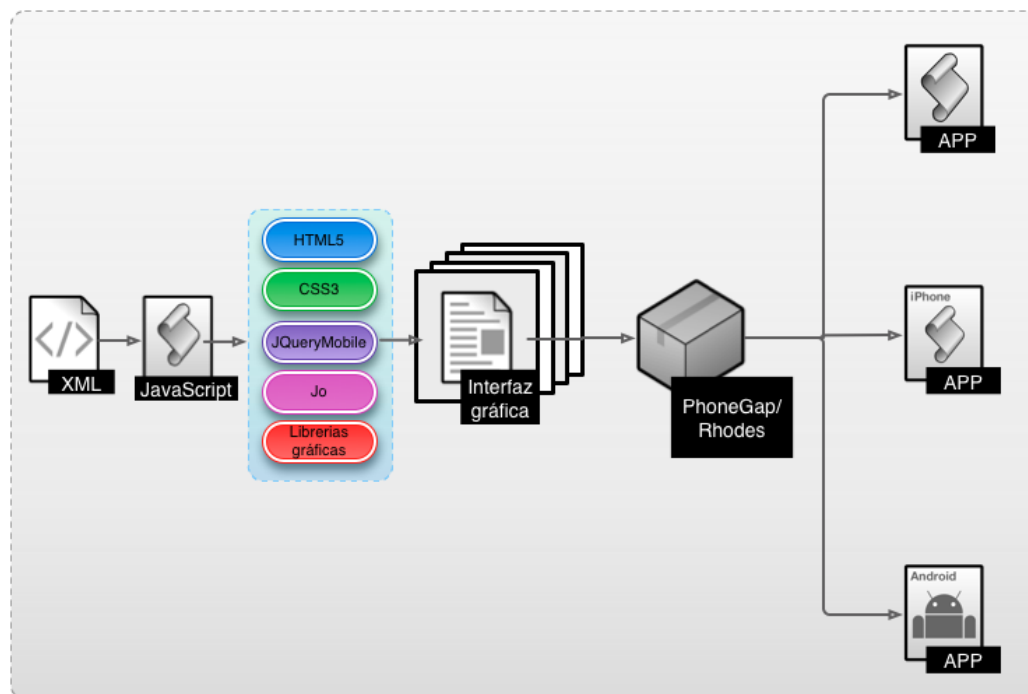 XML
JavaScript
HTML5
CSS3
JQueryMobile
Jo
Librerias
gráficas
Interfaz
gráfica
PhoneGap/
Rhodes
APP
iPhone
APP
Android
APP